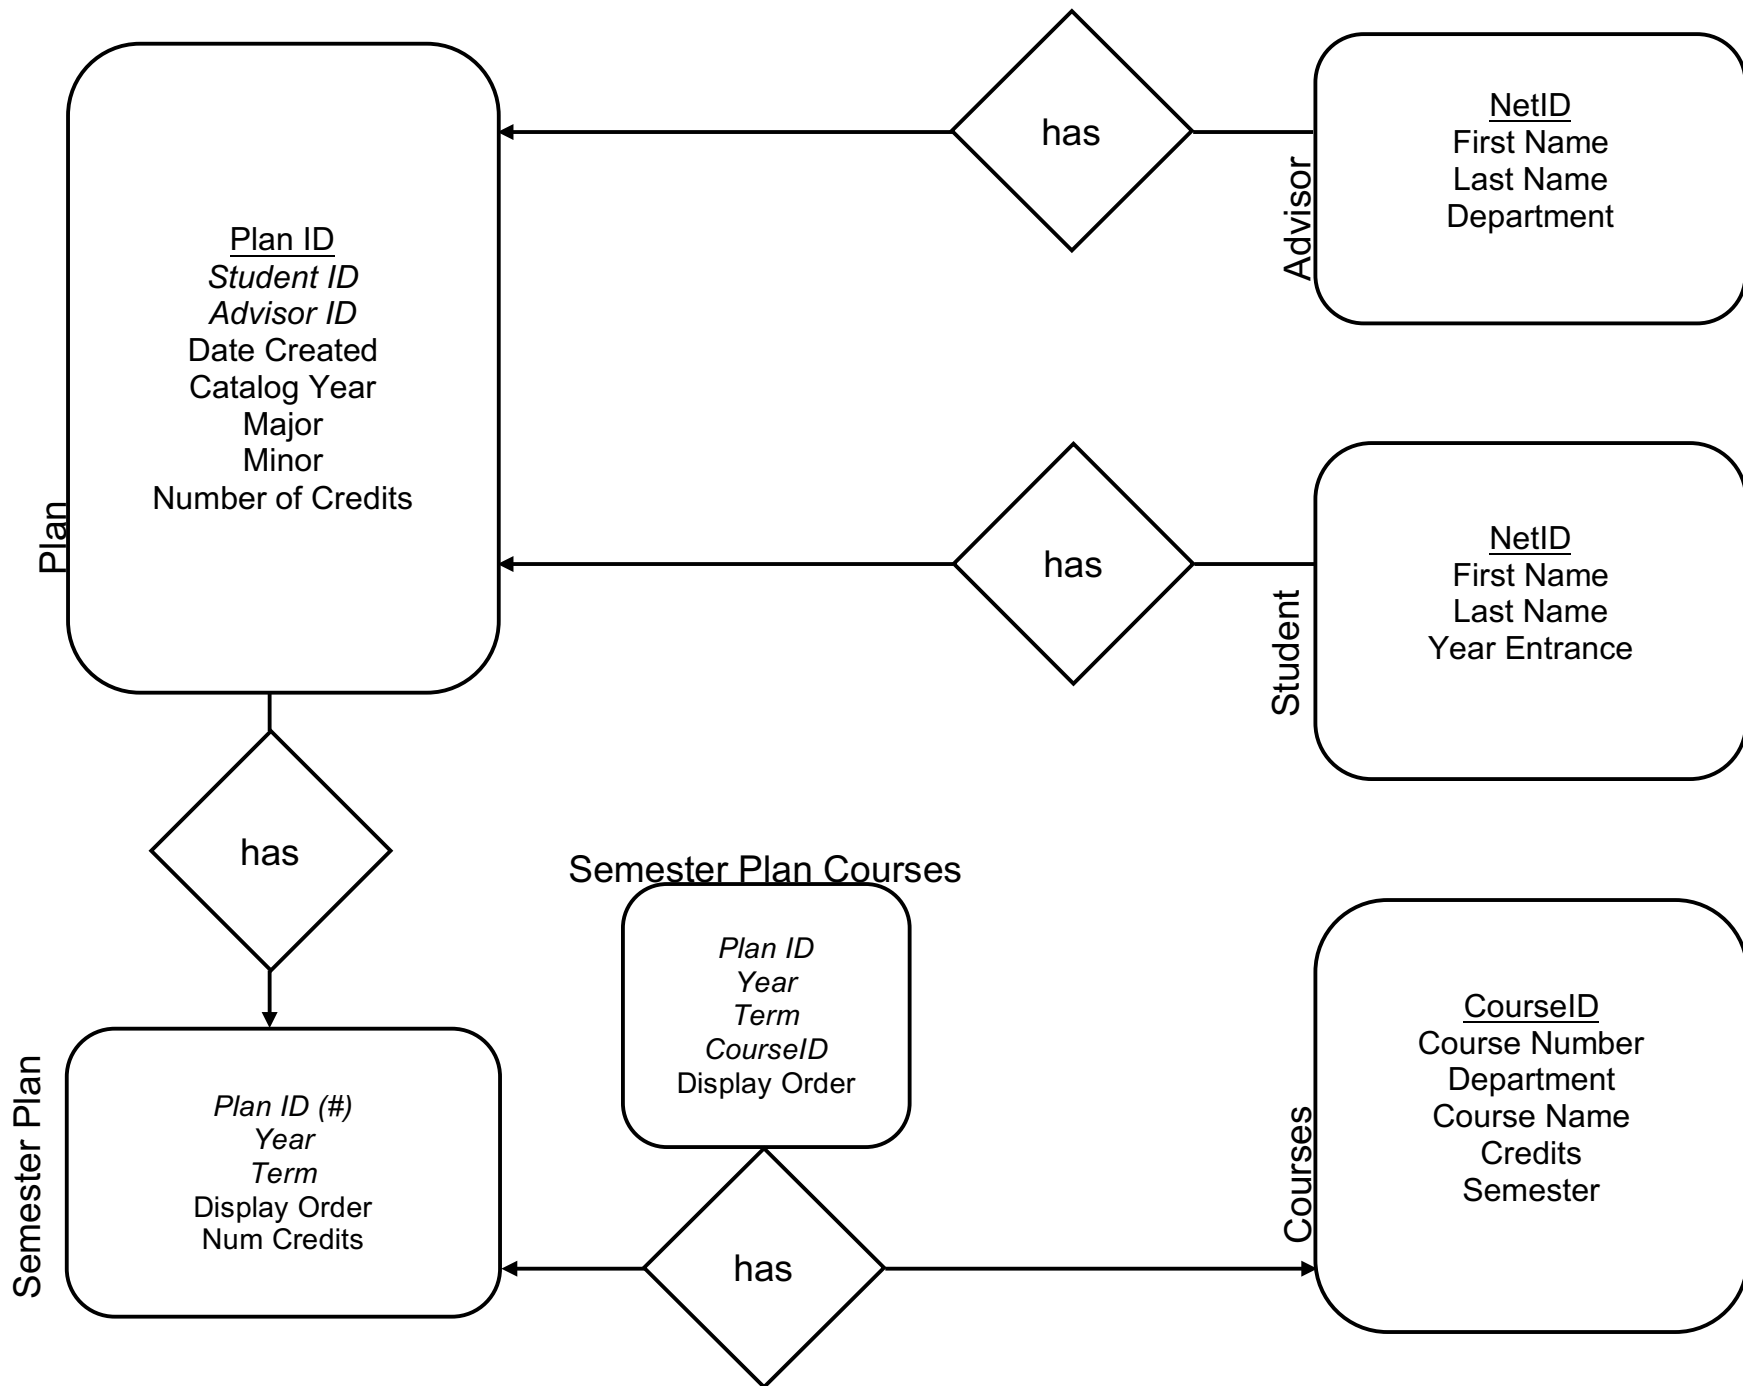 Plan
Plan ID
Student ID
Advisor ID
Date Created
Catalog Year
Major
Minor
Number of Credits
has
Advisor
NetID
First Name
Last Name
Department
has
Student
NetID
First Name
Last Name
Year Entrance
has
Semester Plan
Plan ID (#)
Year
Term
Display Order
Num Credits
Semester Plan Courses
Plan ID
Year
Term
CourseID
Display Order
has
Courses
CourseID
Course Number
Department
Course Name
Credits
Semester